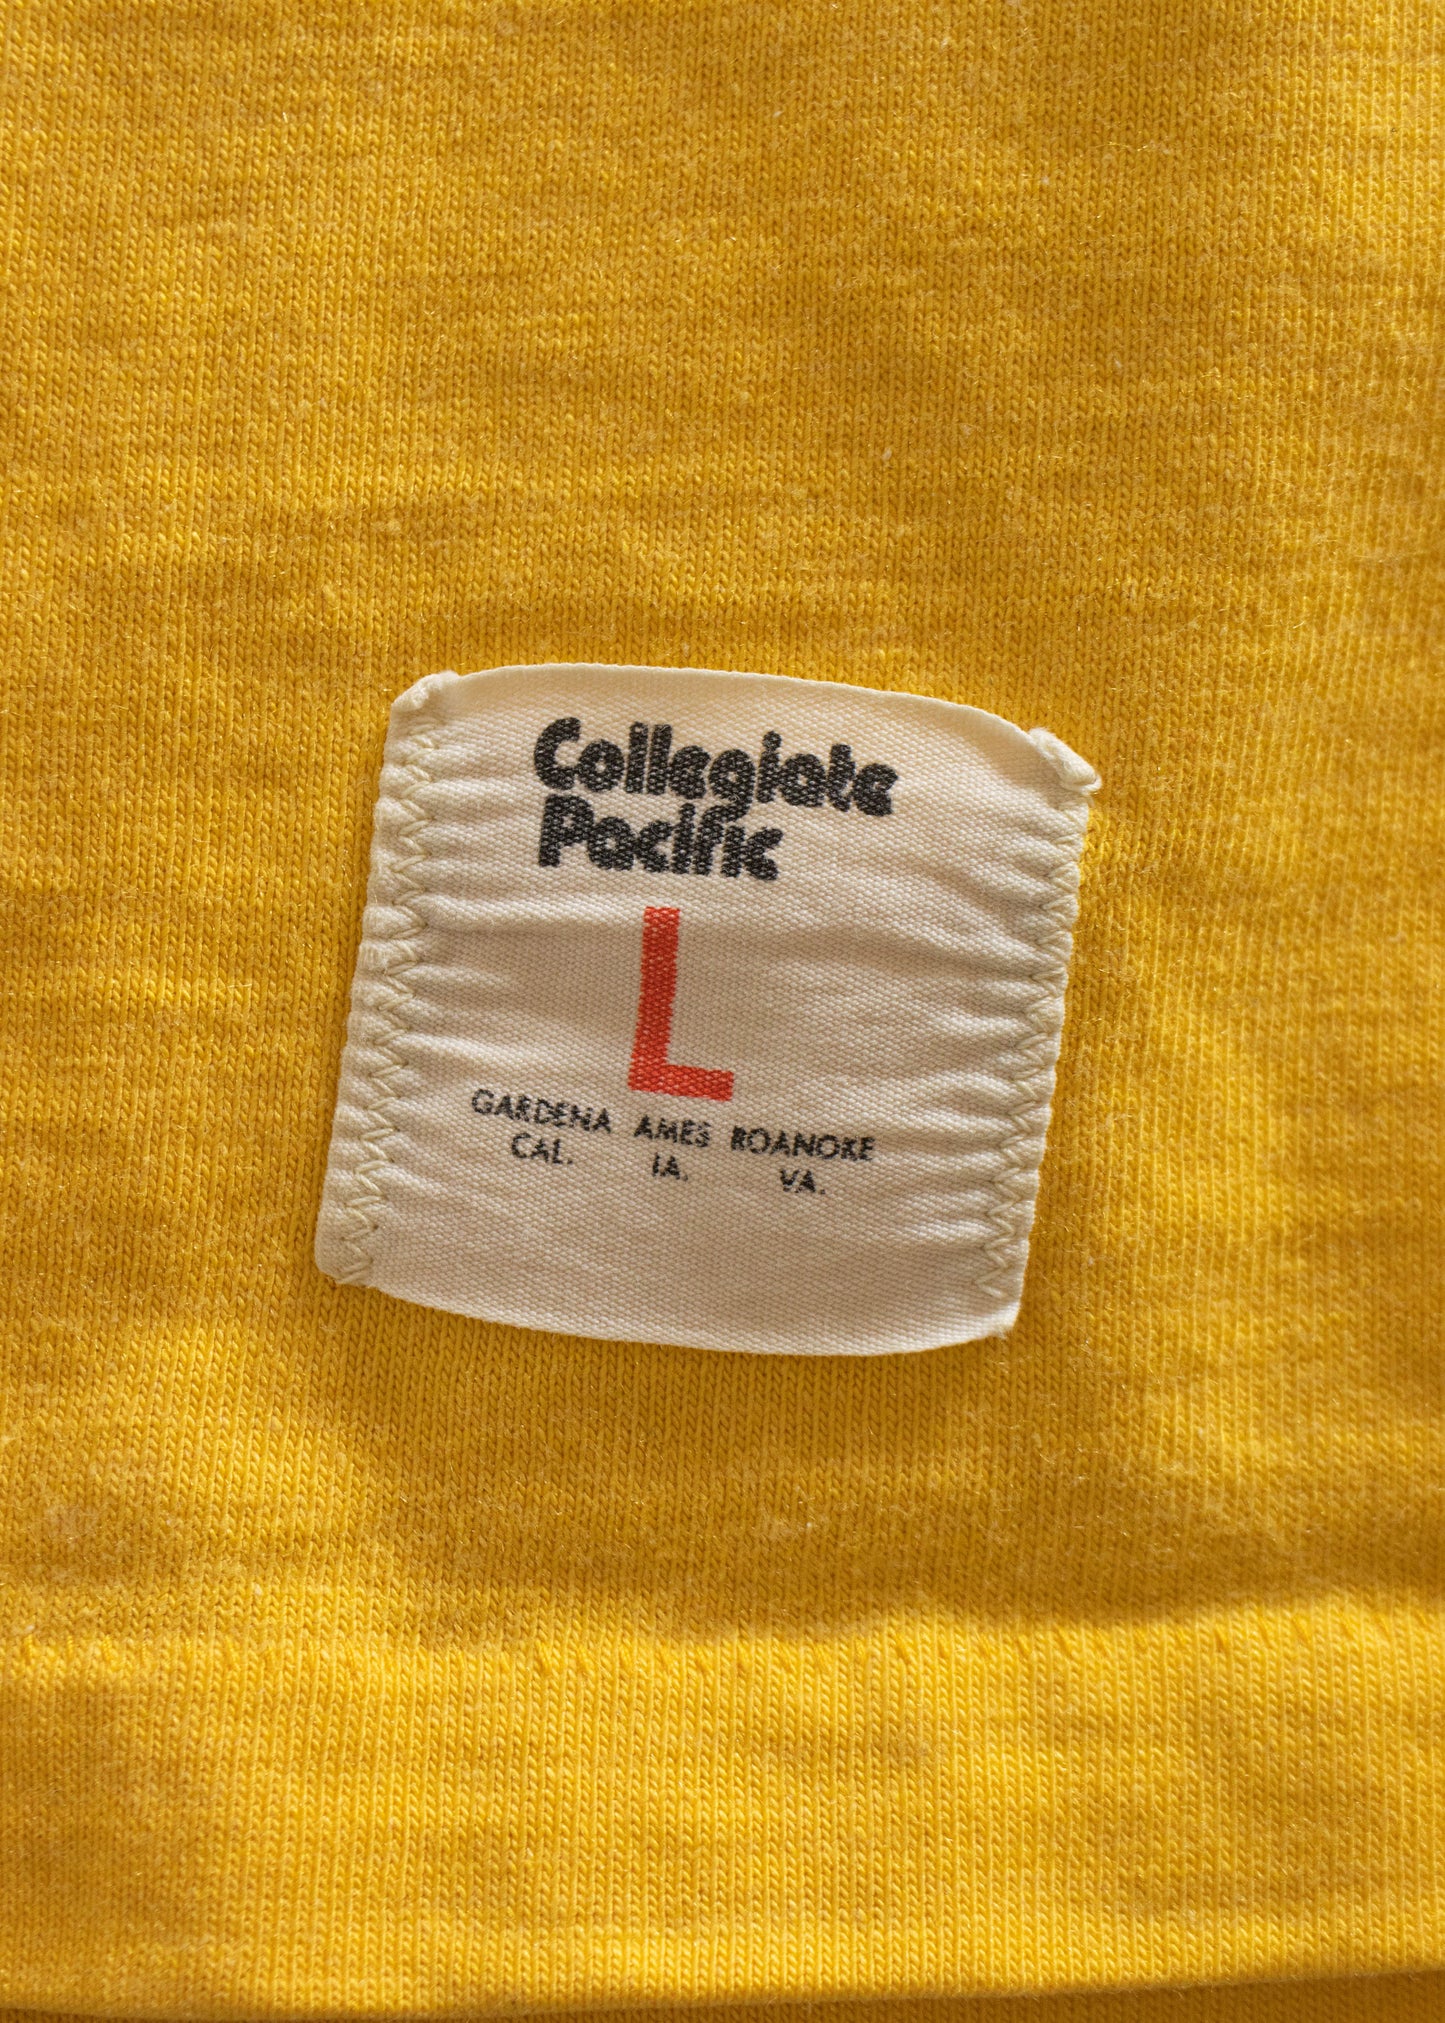 Collegiate
Pacific
L
GARDENA AMES ROANOKE
CAL. IA. VA.